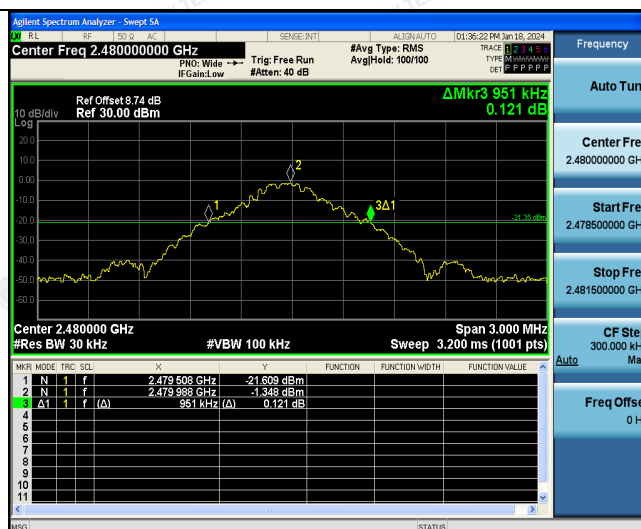 Agilent Spectrum Analyzer - Swept SA
RL RF 50 Ω AC SENSE:INT ALIGN AUTO 01:36:22 PM Jan 18, 2024
Center Freq 2.480000000 GHz #Avg Type: RMS TRACE 1 2 3 4 5 6
PNO: Wide Trig: Free Run Avg|Hold: 100/100 TYPE M
IFGain:Low #Atten: 40 dB DET P P P P P P
ΔMkr3 951 kHz
0.121 dB
Ref Offset 8.74 dB
10 dB/div Ref 30.00 dBm
Log
20.0
10.0
0.00
-10.0
-20.0
-30.0
-40.0
-50.0
-60.0
1
2
3Δ1
-21.35 dBm
Center 2.480000 GHz Span 3.000 MHz
#Res BW 30 kHz #VBW 100 kHz Sweep 3.200 ms (1001 pts)
MKR MODE TRC SCL X Y FUNCTION FUNCTION WIDTH FUNCTION VALUE
1 N 1 f 2.479 508 GHz -21.609 dBm
2 N 1 f 2.479 988 GHz -1.348 dBm
3 Δ1 1 f (Δ) 951 kHz (Δ) 0.121 dB
4
5
6
7
8
9
10
11
MSG STATUS
Frequency
Auto Tun
Center Fre
2.480000000 GH
Start Fre
2.478500000 GH
Stop Fre
2.481500000 GH
CF Ste
300.000 kH
Auto Ma
Freq Offse
0 H